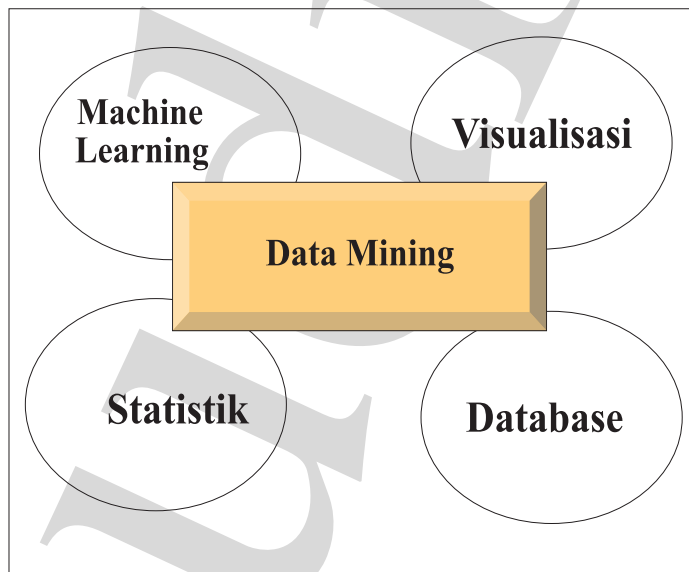 Machine
Learning
Visualisasi
Data Mining
Statistik
Database